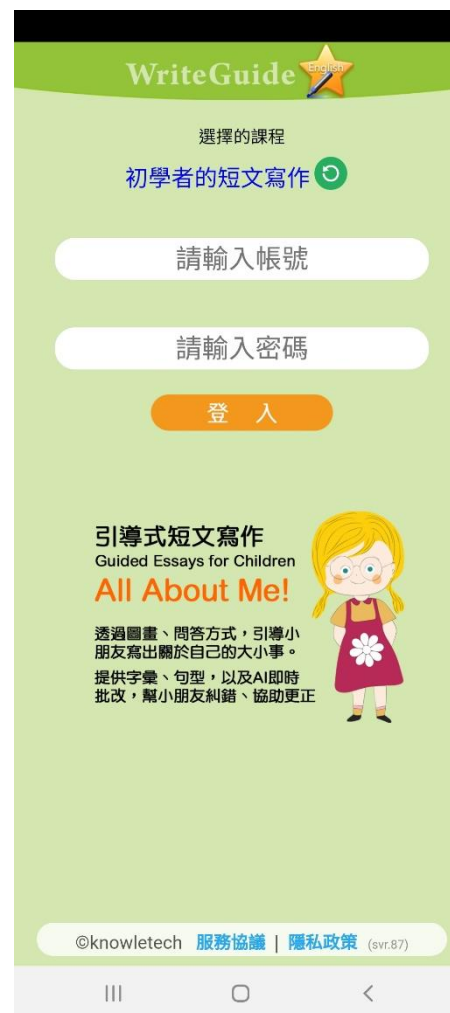 WriteGuide
English
選擇的課程
初學者的短文寫作
請輸入帳號
請輸入密碼
登 入
引導式短文寫作
Guided Essays for Children
All About Me!
透過圖畫、問答方式，引導小
朋友寫出關於自己的大小事。
提供字彙、句型，以及AI即時
批改，幫小朋友糾錯、協助更正
©knowletech 服務協議 | 隱私政策 (svr.87)